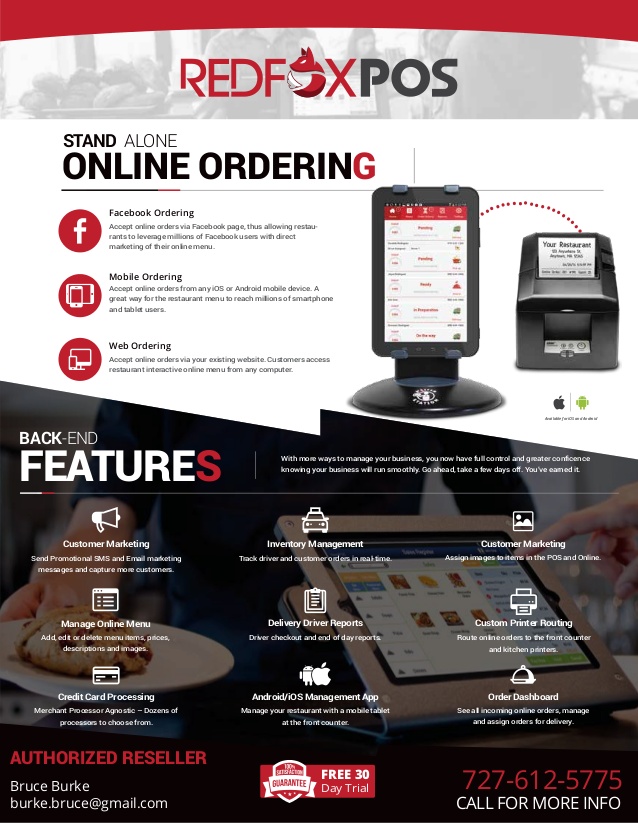 REDFOXPOS
STAND ALONE
ONLINE ORDERING
Facebook Ordering
Accept online orders via Facebook page, thus allowing restau-
rants to leverage millions of Facebook users with direct
marketing of their online menu.
Mobile Ordering
Accept online orders from any iOS or Android mobile device. A
great way for the restaurant menu to reach millions of smartphone
and tablet users.
Web Ordering
Accept online orders via your existing website. Customers access
restaurant interactive online menu from any computer.
Pending
Pending
Ready
In Preparation
On the way
Your Restaurant
Available for iOS and Android
BACK-END
FEATURES
With more ways to manage your business, you now have full control and greater conficence
knowing your business will run smoothly. Go ahead, take a few days off. You've earned it.
Customer Marketing
Send Promotional SMS and Email marketing
messages and capture more customers.
Inventory Management
Track driver and customer orders in real-time.
Customer Marketing
Assign images to items in the POS and Online.
Manage Online Menu
Add, edit or delete menu items, prices,
descriptions and images.
Delivery Driver Reports
Driver checkout and end of day reports.
Custom Printer Routing
Route online orders to the front counter
and kitchen printers.
Credit Card Processing
Merchant Processor Agnostic – Dozens of
processors to choose from.
Android/iOS Management App
Manage your restaurant with a mobile tablet
at the front counter.
Order Dashboard
See all incoming online orders, manage
and assign orders for delivery.
AUTHORIZED RESELLER
Bruce Burke
burke.bruce@gmail.com
100%
SATISFACTION
GUARANTEE
FREE 30
Day Trial
727-612-5775
CALL FOR MORE INFO